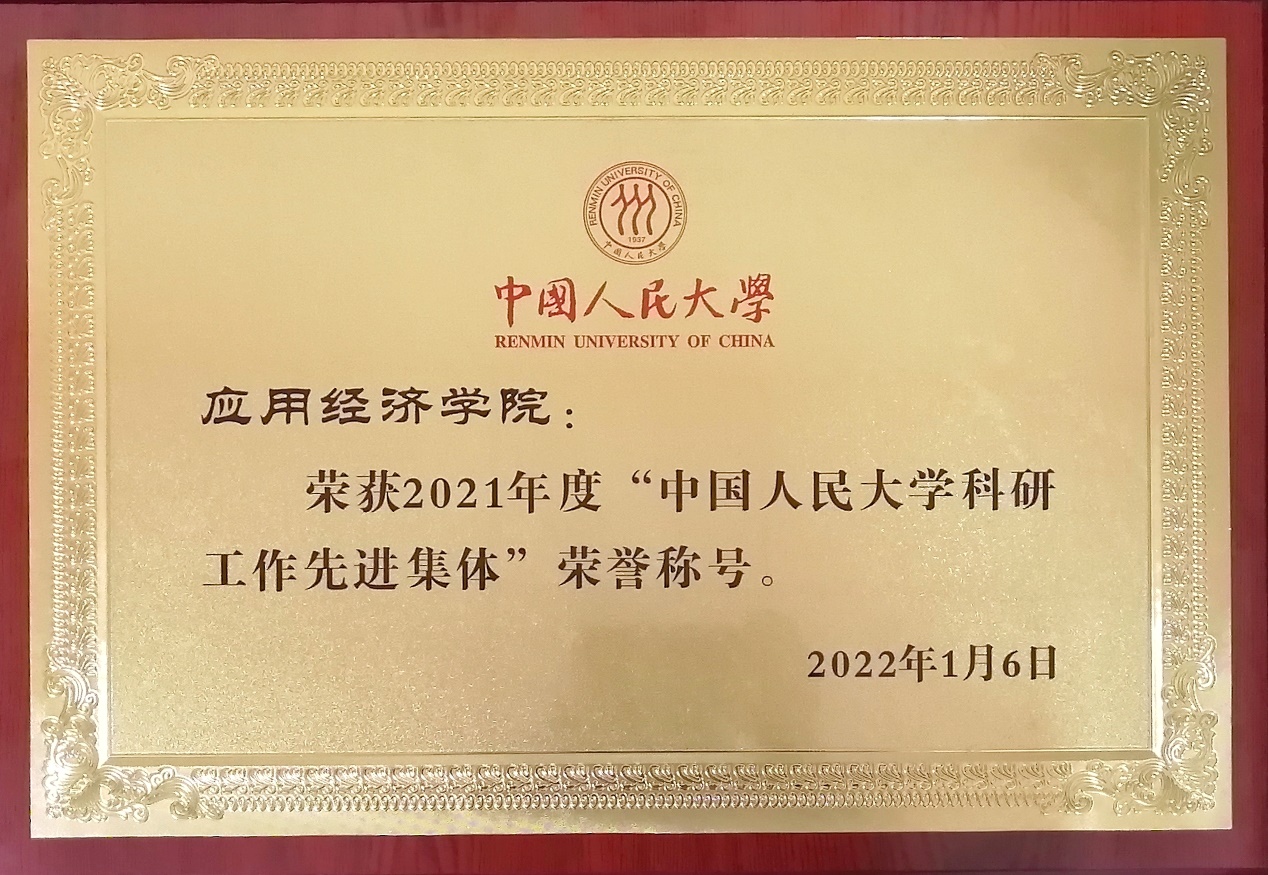 RENMIN UNIVERSITY OF CHINA
1937
中国人民大学
中國人民大學
RENMIN UNIVERSITY OF CHINA
应用经济学院：
荣获2021年度“中国人民大学科研
工作先进集体”荣誉称号。
2022年1月6日